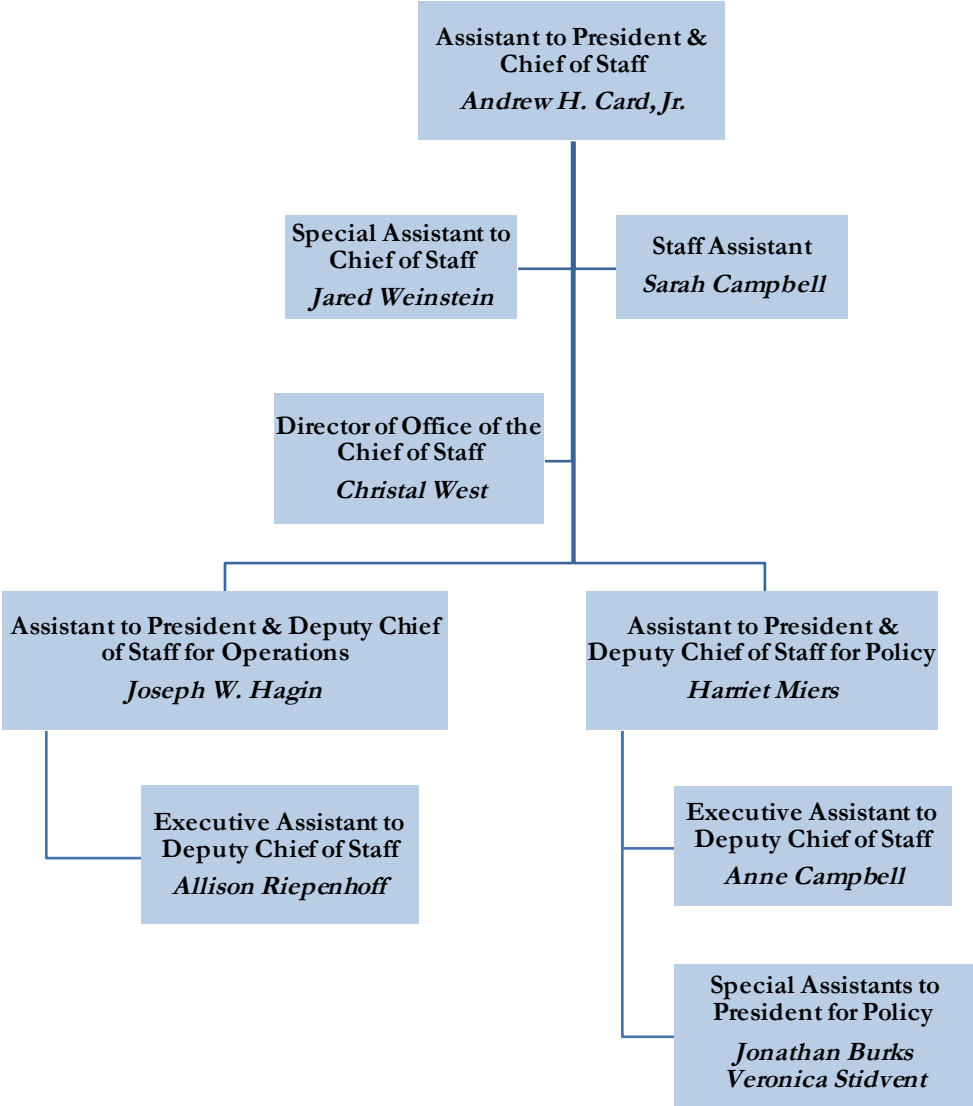 Assistant to President &
Chief of Staff
Andrew H. Card, Jr.
Special Assistant to
Chief of Staff
Jared Weinstein
Staff Assistant
Sarah Campbell
Director of Office of the
Chief of Staff
Christal West
Assistant to President & Deputy Chief
of Staff for Operations
Joseph W. Hagin
Assistant to President &
Deputy Chief of Staff for Policy
Harriet Miers
Executive Assistant to
Deputy Chief of Staff
Allison Riepenhoff
Executive Assistant to
Deputy Chief of Staff
Anne Campbell
Special Assistants to
President for Policy
Jonathan Burks
Veronica Stidvent